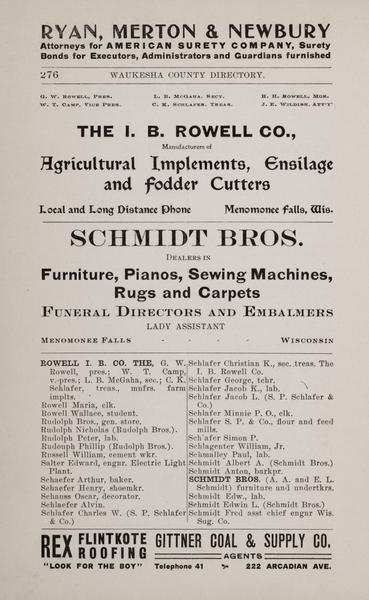 RYAN, MERTON & NEWBURY
Attorneys for AMERICAN SURETY COMPANY, Surety
Bonds for Executors, Administrators and Guardians furnished
276 WAUKESHA COUNTY DIRECTORY.
G. W. ROWELL, PRES. L. B. McGAHA, SECY. H. H. ROWELL, MGR.
W. T. CAMP, VICE PRES. C. K. SCHLAFER, TREAS. J. E. WILDISH, ATT'Y
THE I. B. ROWELL CO.,
Manufacturers of
Agricultural Implements, Ensilage
and Fodder Cutters
Local and Long Distance Phone Menomonee Falls, Wis.
SCHMIDT BROS.
DEALERS IN
Furniture, Pianos, Sewing Machines,
Rugs and Carpets
FUNERAL DIRECTORS AND EMBALMERS
LADY ASSISTANT
MENOMONEE FALLS - - - - WISCONSIN
ROWELL I. B. CO. THE, G. W.
Rowell, pres.; W. T. Camp,
v.-pres.; L. B. McGaha, sec.; C. K.
Schlafer, treas., mnfrs. farm
implts.
Rowell Maria, clk.
Rowell Wallace, student.
Rudolph Bros., gen. store.
Rudolph Nicholas (Rudolph Bros.).
Rudolph Peter, lab.
Rudouph Phillip (Rudolph Bros.).
Russell William, cement wkr.
Salter Edward, engnr. Electric Light
Plant.
Schaefer Arthur, baker.
Schaefer Henry, shoemkr.
Schauss Oscar, decorator.
Schlaefer Alvin.
Schlafer Charles W. (S. P. Schlafer
& Co.)
Schlafer Christian K., sec. treas. The
I. B. Rowell Co.
Schlafer George, tchr.
Schlafer Jacob K., lab.
Schlafer Jacob L. (S. P. Schlafer &
Co.)
Schlafer Minnie P. O., clk.
Schlafer S. P. & Co., flour and feed
mills.
Schlafer Simon P.
Schlagenter William, Jr.
Schmalley Paul, lab.
Schmidt Albert A. (Schmidt Bros.)
Schmidt Anton, barkpr.
SCHMIDT BROS. (A. A. and E. L.
Schmidt) furniture and undertkrs.
Schmidt Edw., lab.
Schmidt Edwin L. (Schmidt Bros.)
Schmidt Fred asst chief engnr Wis.
Sug. Co.
REX FLINTKOTE ROOFING
"LOOK FOR THE BOY"
GITTNER COAL & SUPPLY CO.
AGENTS
Telephone 41 222 ARCADIAN AVE.